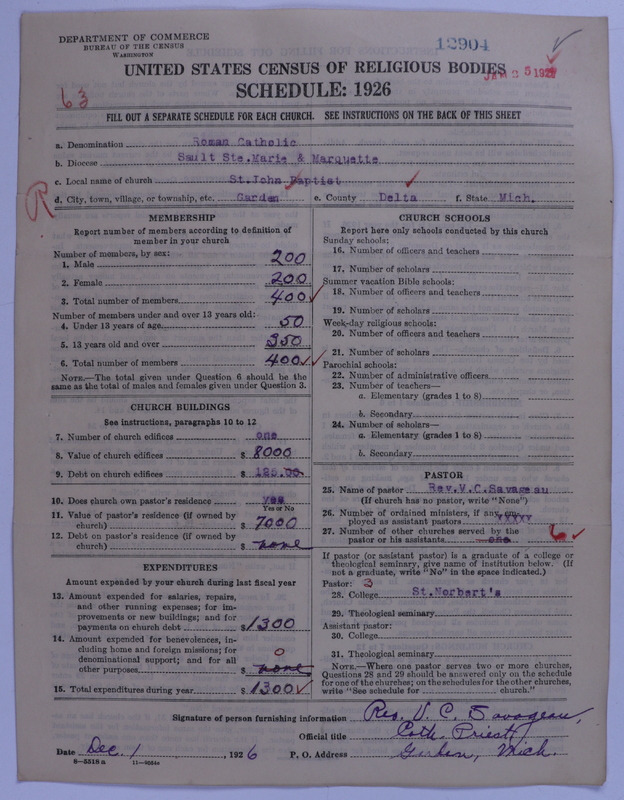 DEPARTMENT OF COMMERCE
BUREAU OF THE CENSUS
WASHINGTON
12904
UNITED STATES CENSUS OF RELIGIOUS BODIES
SCHEDULE: 1926
63
FILL OUT A SEPARATE SCHEDULE FOR EACH CHURCH. SEE INSTRUCTIONS ON THE BACK OF THIS SHEET
a. Denomination Roman Catholic
b. Diocese Sault Ste.Marie & Marquette
c. Local name of church St.John Baptist
R
d. City, town, village, or township, etc. Garden e. County Delta f. State Mich.
MEMBERSHIP
Report number of members according to definition of
member in your church
Number of members, by sex:
1. Male 200
2. Female 200
3. Total number of members 400
Number of members under and over 13 years old:
4. Under 13 years of age 50
5. 13 years old and over 350
6. Total number of members 400
NOTE.—The total given under Question 6 should be the
same as the total of males and females given under Question 3.
CHURCH BUILDINGS
See instructions, paragraphs 10 to 12
7. Number of church edifices one
8. Value of church edifices $ 8000
9. Debt on church edifices $ 125.00
10. Does church own pastor's residence yes
Yes or No
11. Value of pastor's residence (if owned by
church) $ 7000
12. Debt on pastor's residence (if owned by
church) $ none
EXPENDITURES
Amount expended by your church during last fiscal year
13. Amount expended for salaries, repairs,
and other running expenses; for im-
provements or new buildings; and for
payments on church debt $ 1300
14. Amount expended for benevolences, in-
cluding home and foreign missions; for
denominational support; and for all 0
other purposes $ none
15. Total expenditures during year $ 1300
CHURCH SCHOOLS
Report here only schools conducted by this church
Sunday schools:
16. Number of officers and teachers
17. Number of scholars
Summer vacation Bible schools:
18. Number of officers and teachers
19. Number of scholars
Week-day religious schools:
20. Number of officers and teachers
21. Number of scholars
Parochial schools:
22. Number of administrative officers
23. Number of teachers—
a. Elementary (grades 1 to 8)
b. Secondary
24. Number of scholars—
a. Elementary (grades 1 to 8)
b. Secondary
PASTOR
25. Name of pastor Rev.V.C.Savageau
(If church has no pastor, write "None")
26. Number of ordained ministers, if any, em-
ployed as assistant pastors xxxxx
27. Number of other churches served by the
pastor or his assistants one 6
If pastor (or assistant pastor) is a graduate of a college or
theological seminary, give name of institution below. (If
not a graduate, write "No" in the space indicated.)
Pastor: 3
28. College St.Norbert's
29. Theological seminary
Assistant pastor:
30. College
31. Theological seminary
NOTE.—Where one pastor serves two or more churches,
Questions 28 and 29 should be answered only on the schedule
for one of the churches; on the schedules for the other churches,
write "See schedule for church."
Signature of person furnishing information Rev. V. C. Savageau,
Official title Cath. Priest
Date Dec. 1, 1926 P. O. Address Garden, Mich.
8—5518a 11—9664a